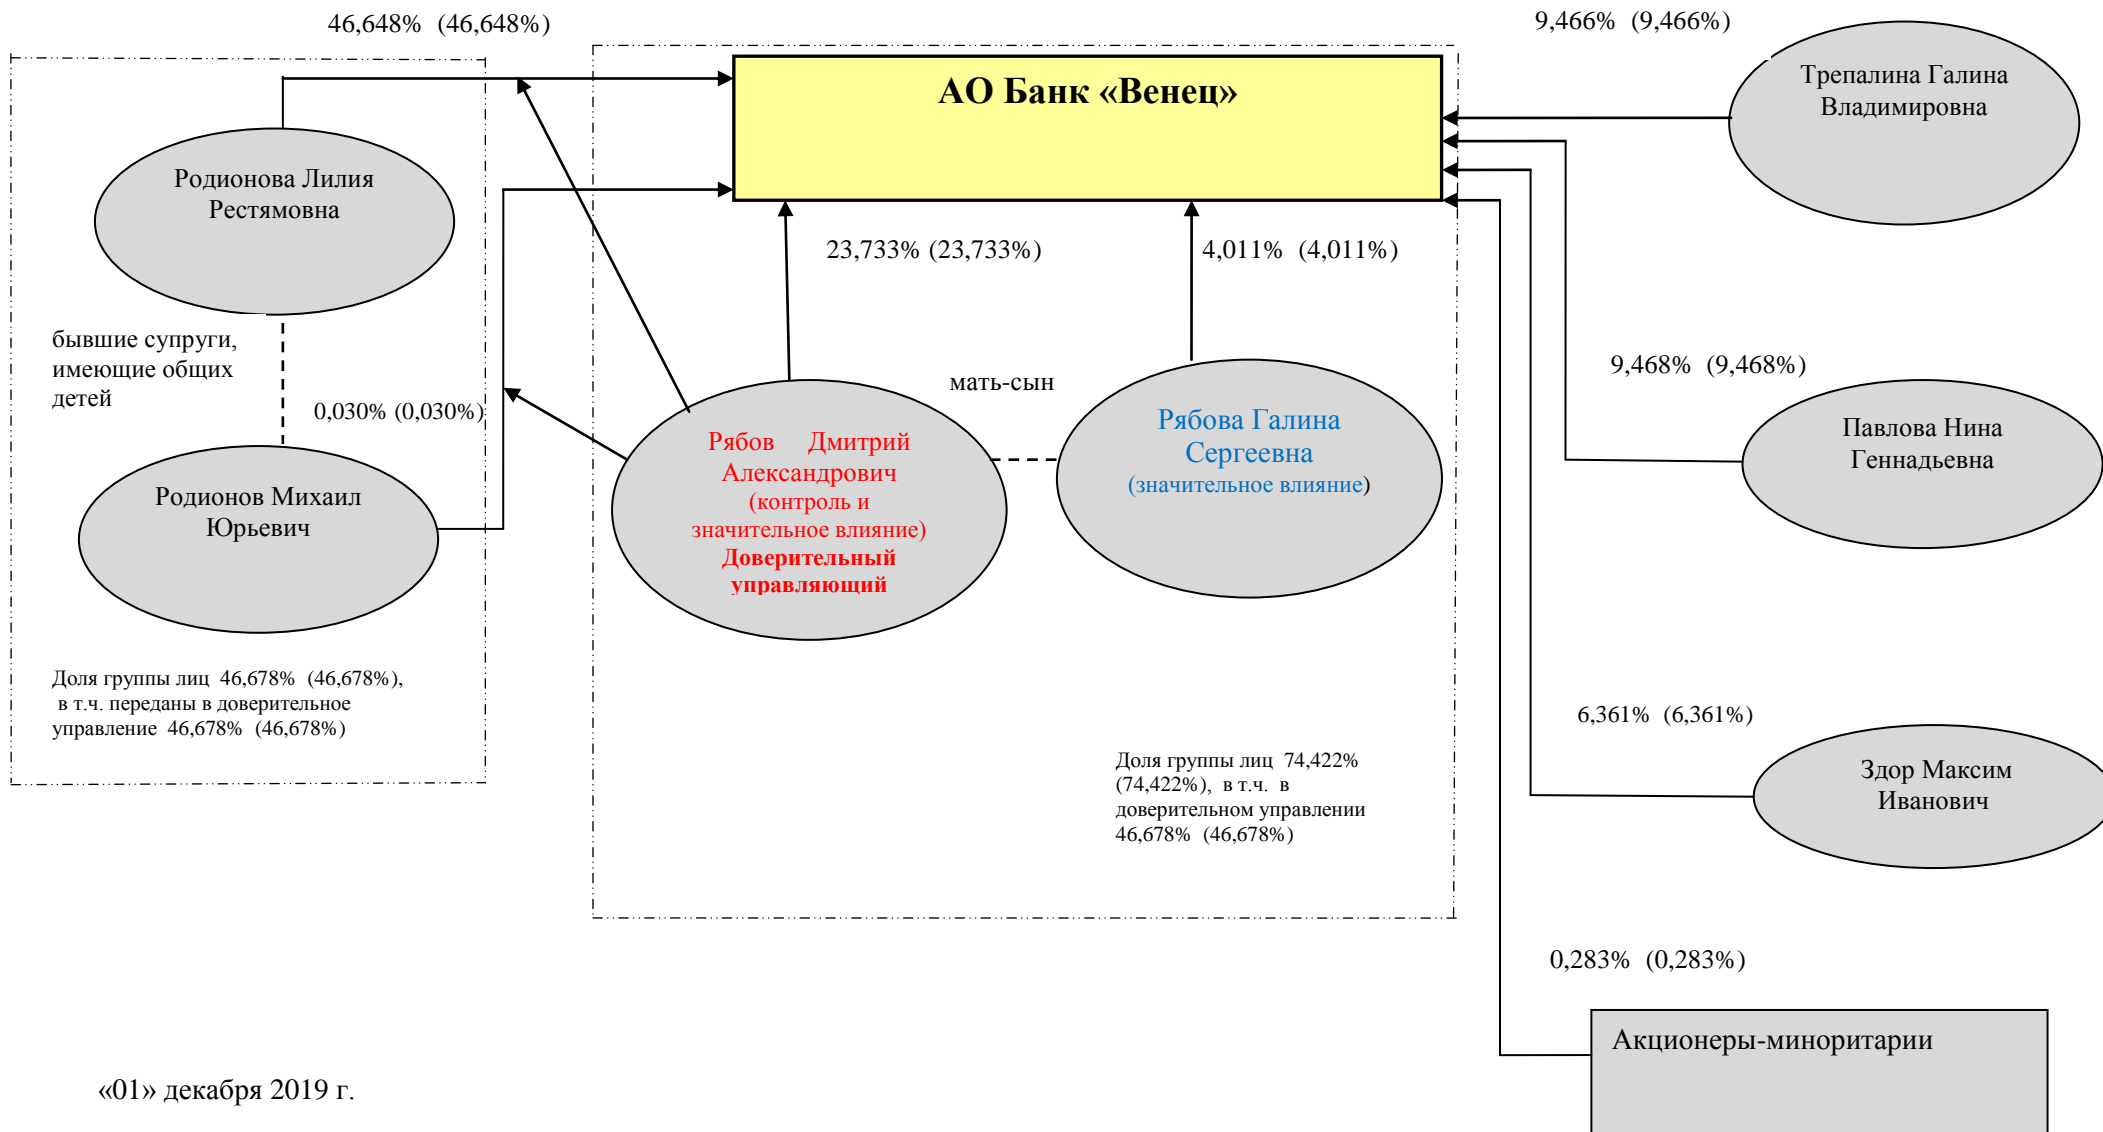 46,648% (46,648%)
9,466% (9,466%)
АО Банк «Венец»
Трепалина Галина
Владимировна
Родионова Лилия
Рестямовна
23,733% (23,733%)
4,011% (4,011%)
бывшие супруги,
имеющие общих
детей
0,030% (0,030%)
мать-сын
9,468% (9,468%)
Рябов Дмитрий
Александрович
(контроль и
значительное влияние)
Доверительный
управляющий
Рябова Галина
Сергеевна
(значительное влияние)
Павлова Нина
Геннадьевна
Родионов Михаил
Юрьевич
Доля группы лиц 46,678% (46,678%),
в т.ч. переданы в доверительное
управление 46,678% (46,678%)
6,361% (6,361%)
Доля группы лиц 74,422%
(74,422%), в т.ч. в
доверительном управлении
46,678% (46,678%)
Здор Максим
Иванович
0,283% (0,283%)
Акционеры-миноритарии
«01» декабря 2019 г.